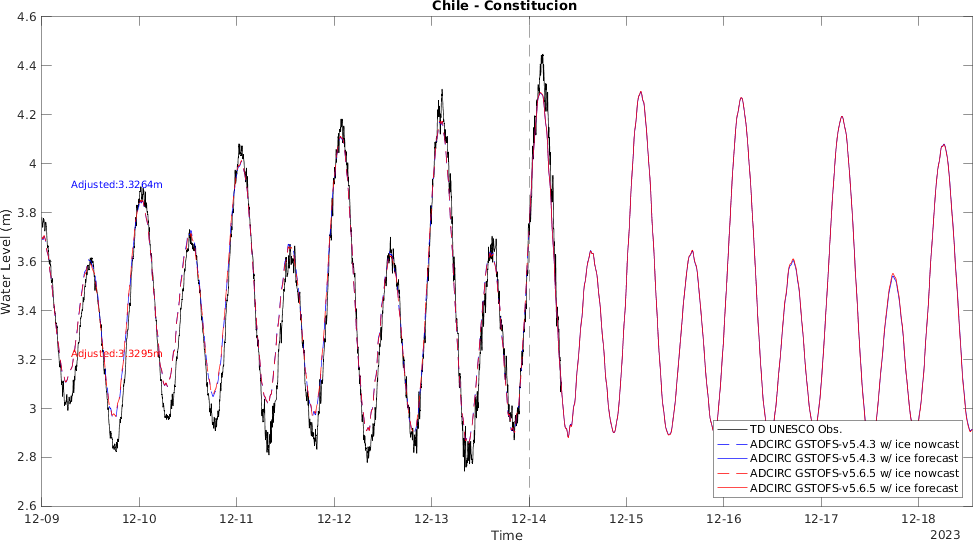 Chile - Constitucion
4.6
4.4
4.2
4
3.8
3.6
3.4
3.2
3
2.8
2.6
Water Level (m)
Adjusted:3.3264m
Adjusted:3.3295m
TD UNESCO Obs.
ADCIRC GSTOFS-v5.4.3 w/ ice nowcast
ADCIRC GSTOFS-v5.4.3 w/ ice forecast
ADCIRC GSTOFS-v5.6.5 w/ ice nowcast
ADCIRC GSTOFS-v5.6.5 w/ ice forecast
12-09 12-10 12-11 12-12 12-13 12-14 12-15 12-16 12-17 12-18
Time
2023